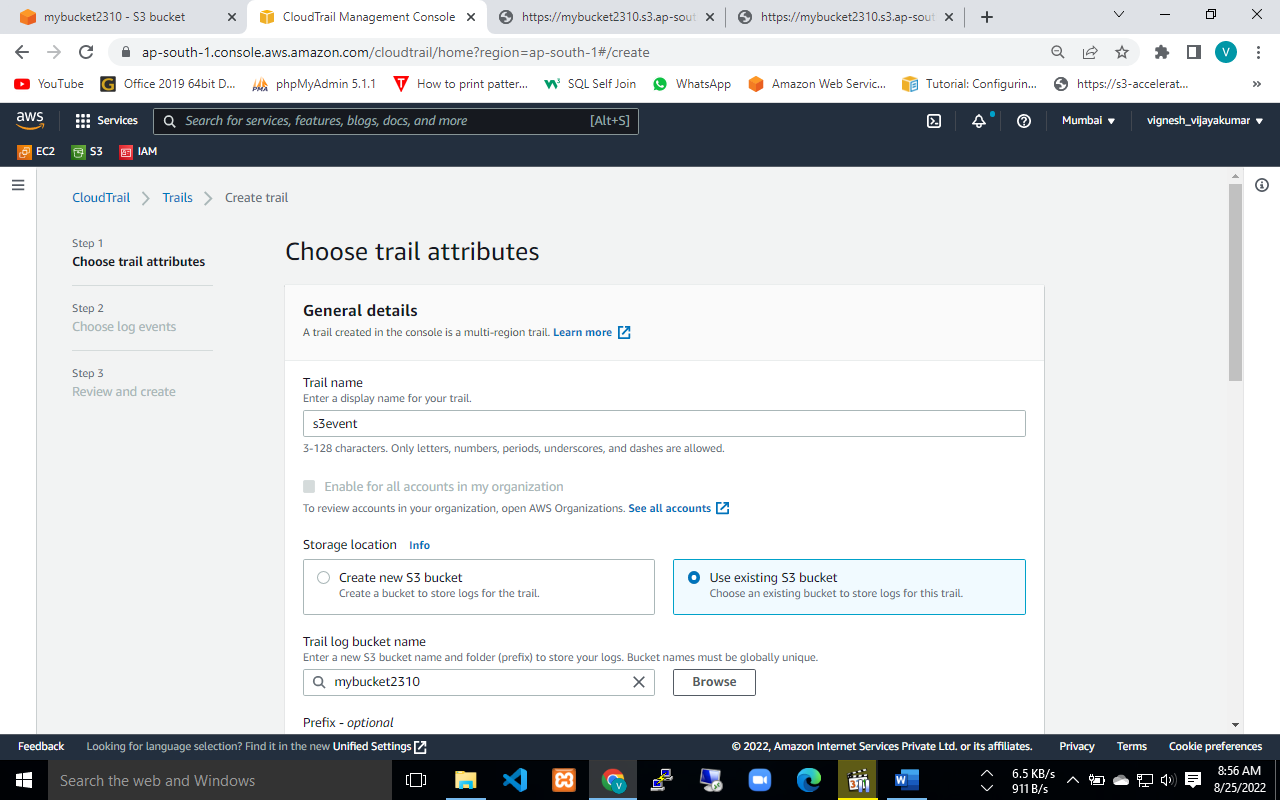 mybucket2310 - S3 bucket
CloudTrail Management Console
https://mybucket2310.s3.ap-sout
https://mybucket2310.s3.ap-sout
ap-south-1.console.aws.amazon.com/cloudtrail/home?region=ap-south-1#/create
V
YouTube
Office 2019 64bit D...
phpMyAdmin 5.1.1
How to print patter...
SQL Self Join
WhatsApp
Amazon Web Servic...
Tutorial: Configurin...
https://s3-accelerat...
»
aws
Services
Search for services, features, blogs, docs, and more
[Alt+S]
Mumbai
vignesh_vijayakumar
EC2
S3
IAM
CloudTrail
Trails
Create trail
Step 1
Choose trail attributes
Step 2
Choose log events
Step 3
Review and create
Choose trail attributes
General details
A trail created in the console is a multi-region trail. Learn more
Trail name
Enter a display name for your trail.
s3event
3-128 characters. Only letters, numbers, periods, underscores, and dashes are allowed.
Enable for all accounts in my organization
To review accounts in your organization, open AWS Organizations. See all accounts
Storage location Info
Create new S3 bucket
Create a bucket to store logs for the trail.
Use existing S3 bucket
Choose an existing bucket to store logs for this trail.
Trail log bucket name
Enter a new S3 bucket name and folder (prefix) to store your logs. Bucket names must be globally unique.
mybucket2310
Browse
Prefix - optional
Feedback
Looking for language selection? Find it in the new Unified Settings
© 2022, Amazon Internet Services Private Ltd. or its affiliates.
Privacy
Terms
Cookie preferences
Search the web and Windows
6.5 KB/s
911 B/s
8:56 AM
8/25/2022